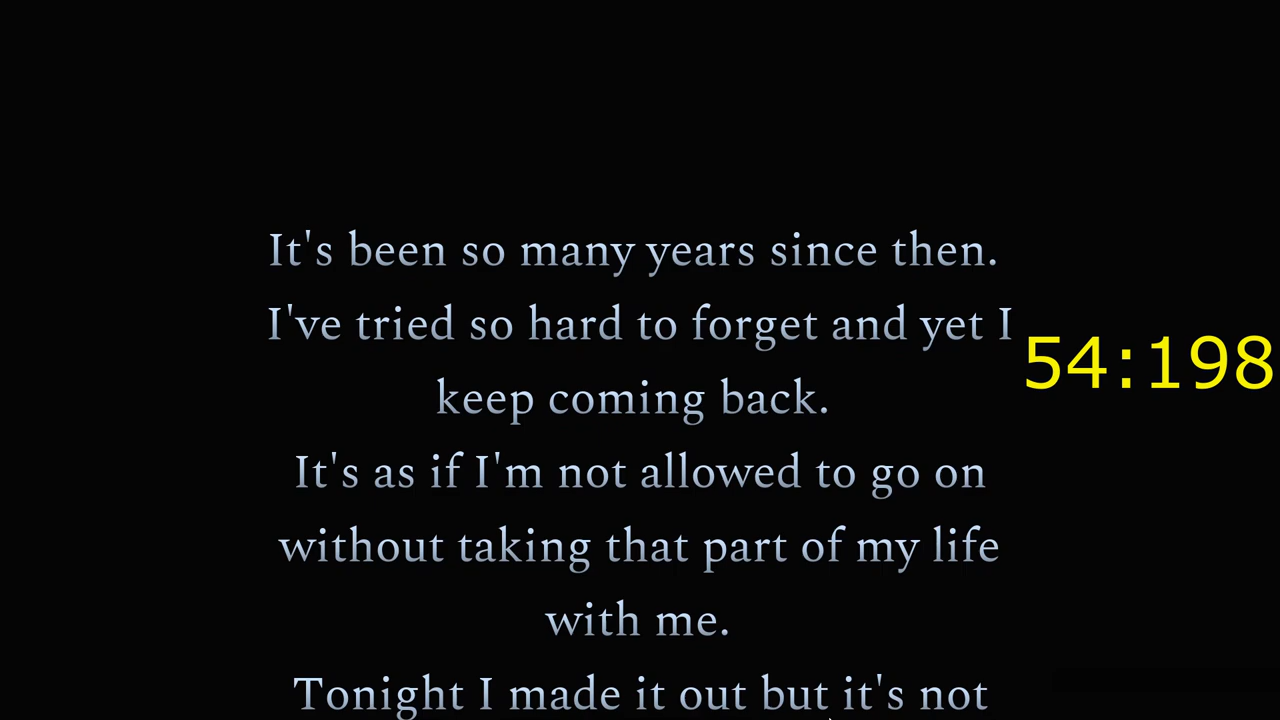 It's been so many years since then.
I've tried so hard to forget and yet I
54:198
keep coming back.
It's as if I'm not allowed to go on
without taking that part of my life
with me.
Tonight I made it out but it's not